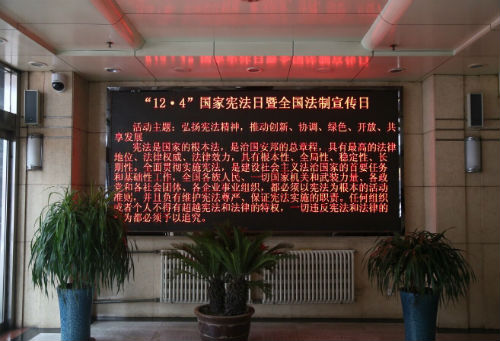 “12·4”国家宪法日暨全国法制宣传日
活动主题：弘扬宪法精神，推动创新、协调、绿色、开放、共
享发展
宪法是国家的根本法，是治国安邦的总章程，具有最高的法律
地位、法律权威、法律效力，具有根本性、全局性、稳定性、长
期性。全面贯彻实施宪法，是建设社会主义法治国家的首要任务
和基础性工作。全国各族人民、一切国家机关和武装力量、各政
党和各社会团体、各企业事业组织，都必须以宪法为根本的活动
准则，并且负有维护宪法尊严、保证宪法实施的职责。任何组织
或者个人不得有超越宪法和法律的特权，一切违反宪法和法律的
行为都必须予以追究。